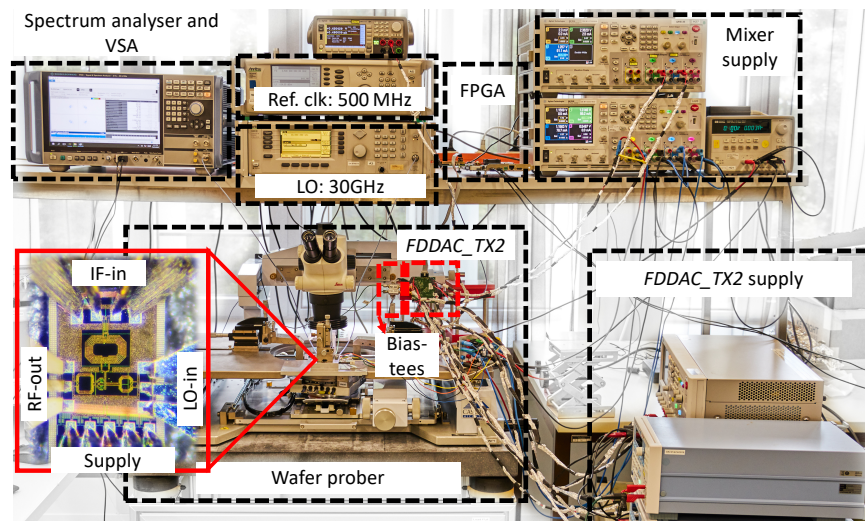 Spectrum analyser and
VSA
Ref. clk: 500 MHz
LO: 30GHz
FPGA
Mixer
supply
FDDAC_TX2
Bias-
tees
FDDAC_TX2 supply
IF-in
RF-out
LO-in
Supply
Wafer prober